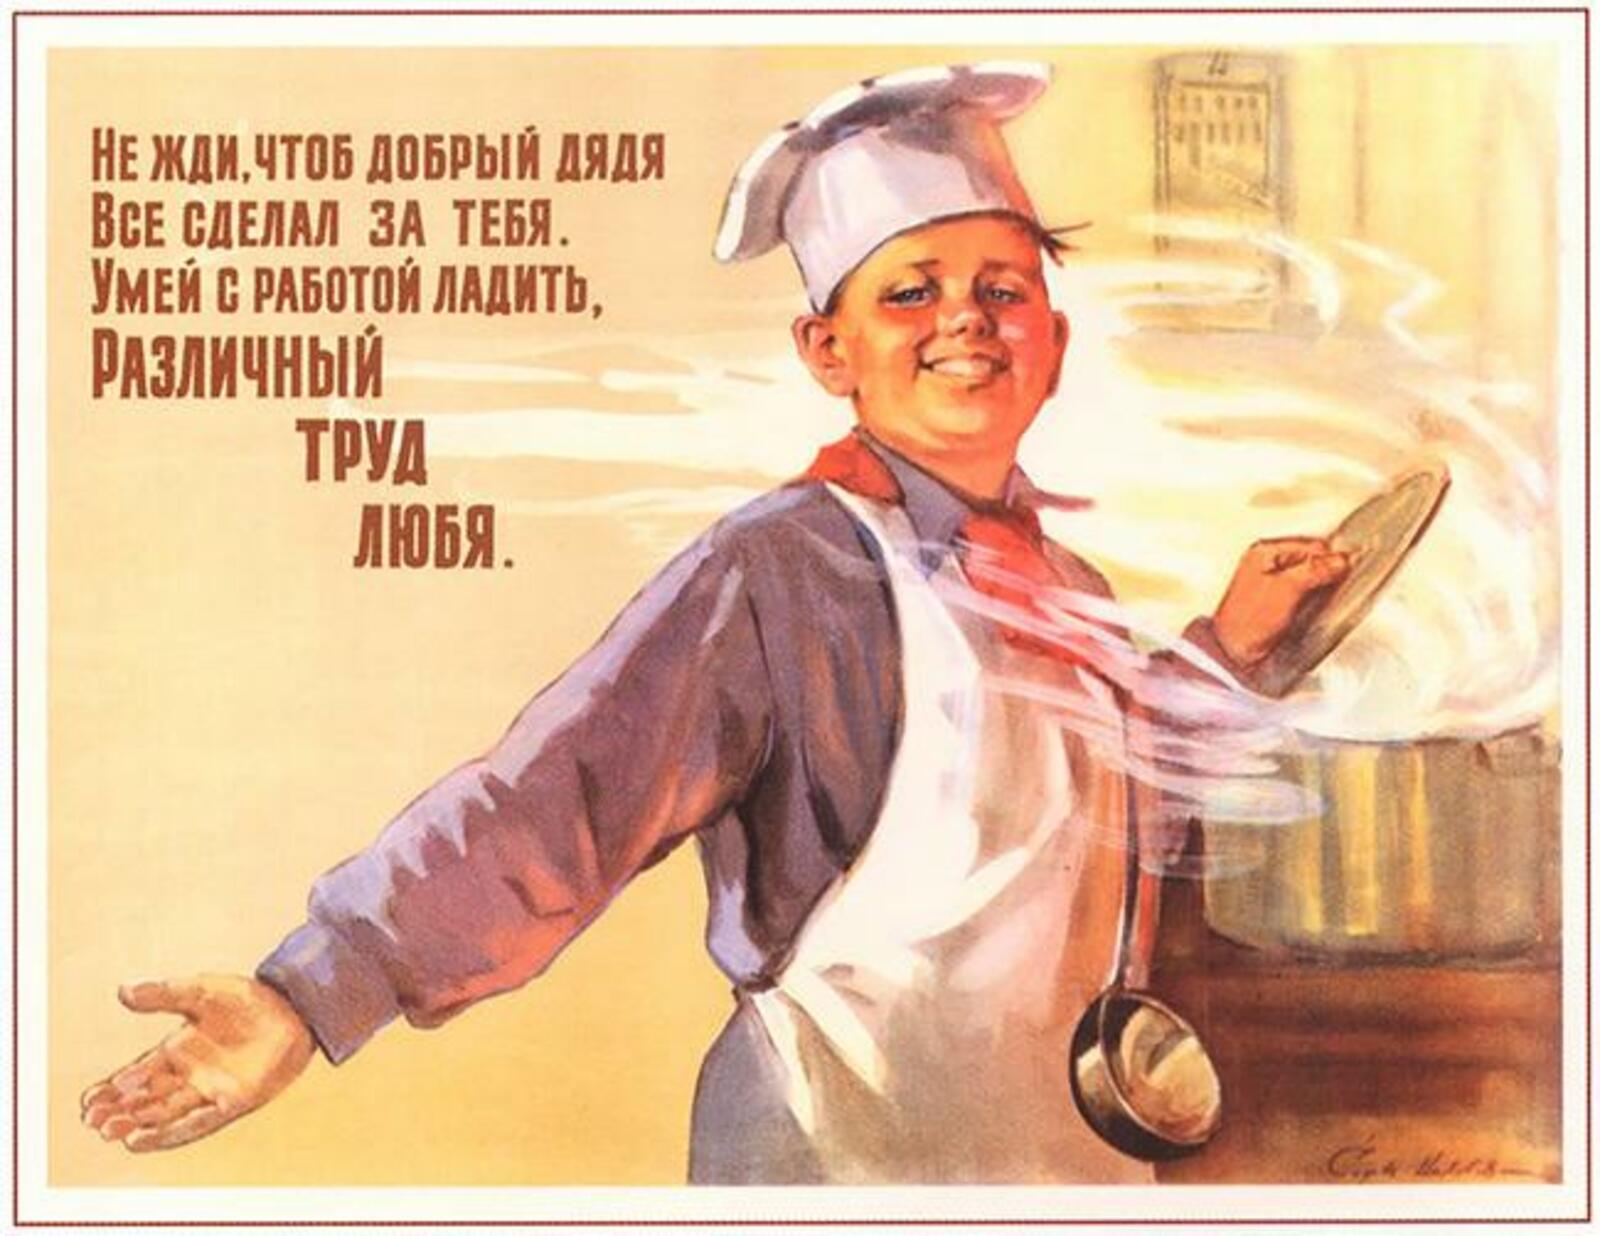 Не жди, чтоб добрый дядя
Все сделал за тебя.
Умей с работой ладить,
Различный
труд
любя.